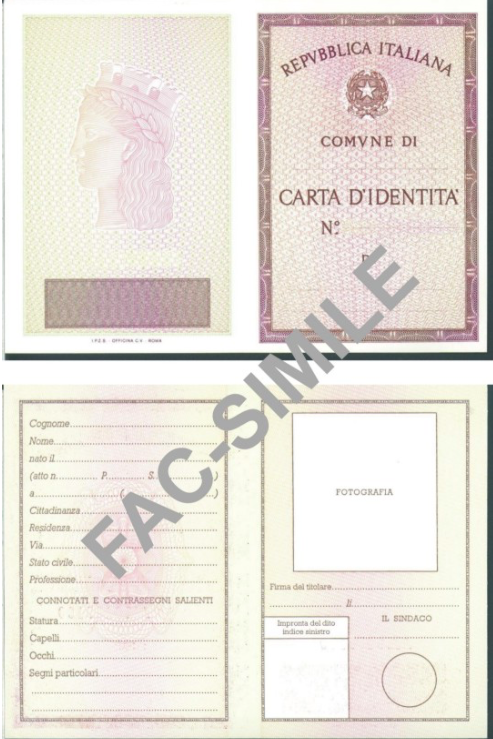 REPVBBLICA ITALIANA
COMVNE DI
CARTA D'IDENTITA'
N°
I.P.Z.S. - OFFICINA C.V. - ROMA
FAC-SIMILE
Cognome
Nome
nato il
(atto n. P. S. )
a ( )
Cittadinanza
Residenza
Via
Stato civile
Professione
CONNOTATI E CONTRASSEGNI SALIENTI
Statura
Capelli
Occhi
Segni particolari
FOTOGRAFIA
Firma del titolare
li
IL SINDACO
Impronta del dito
indice sinistro